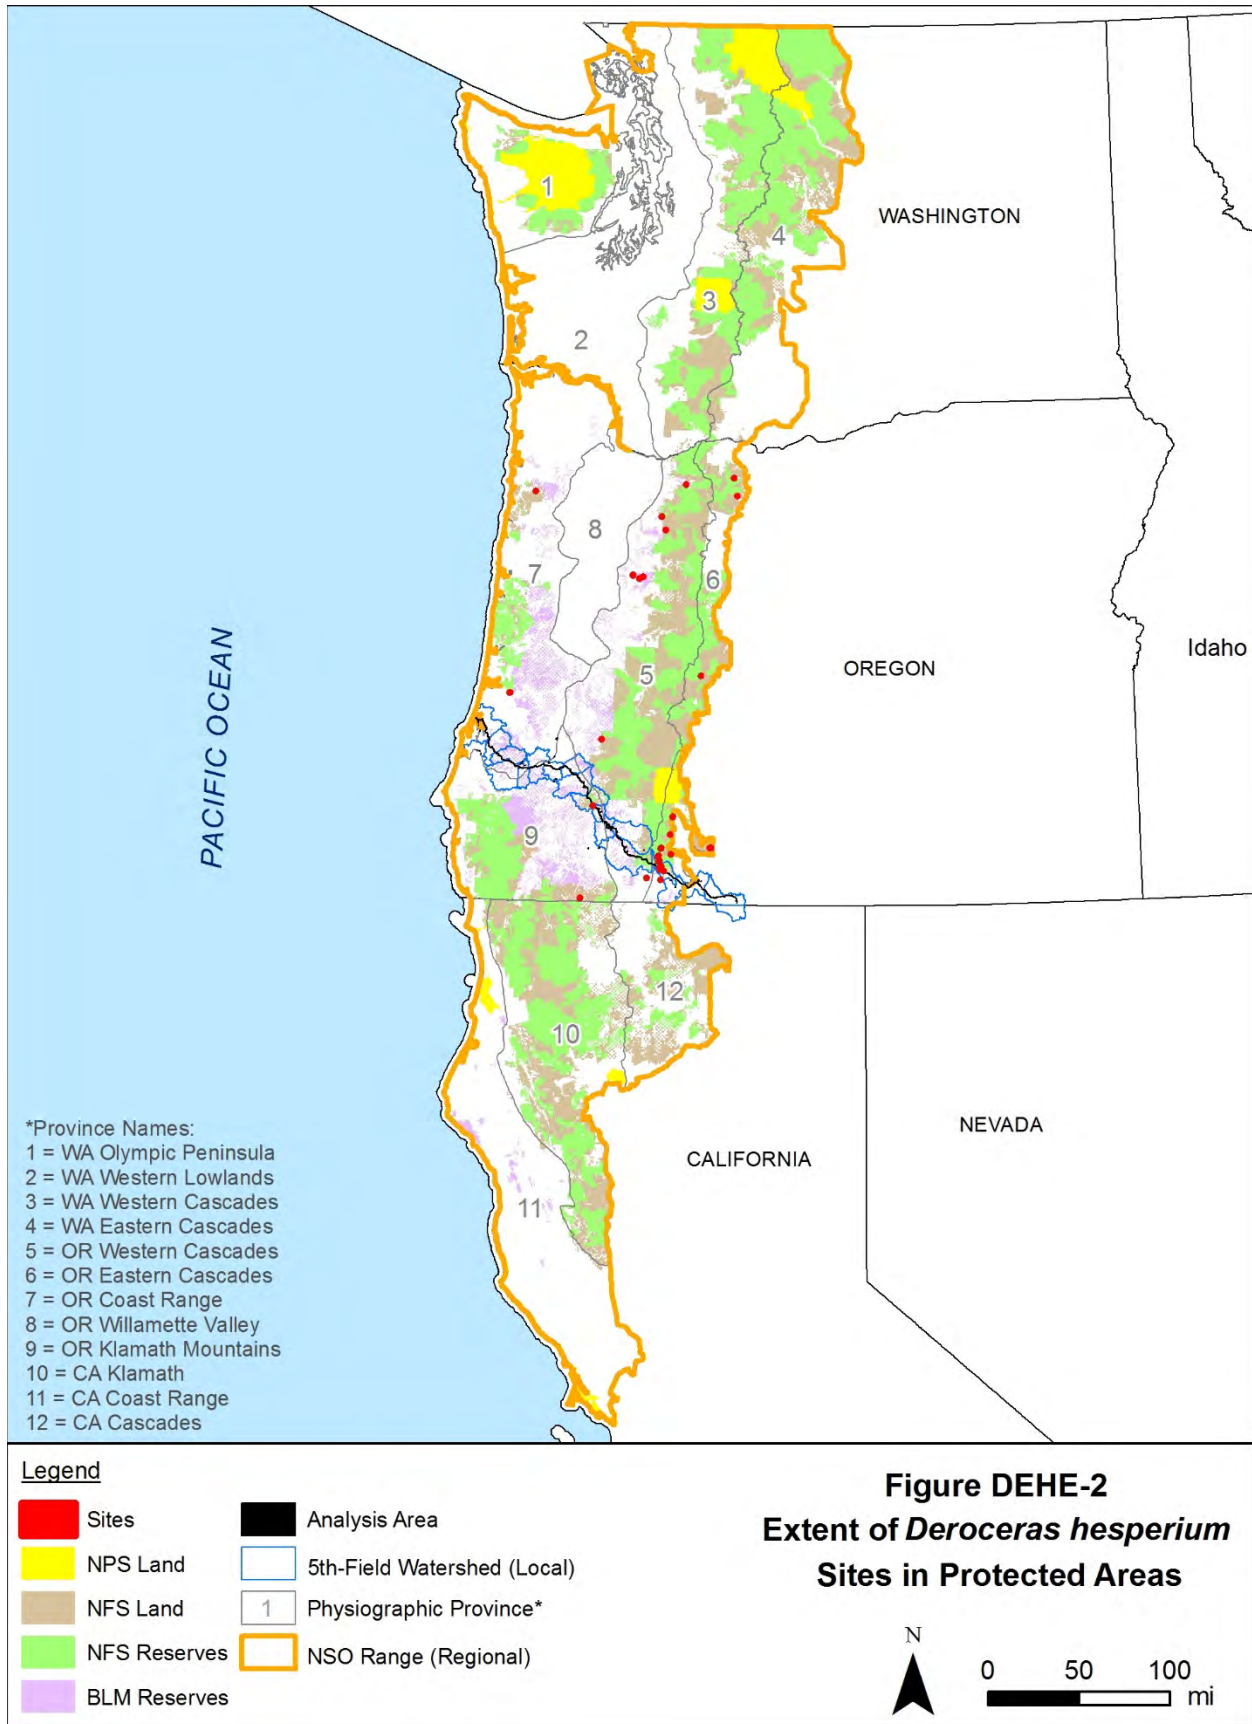 WASHINGTON
1
4
3
2
8
7
6
Idaho
OREGON
5
PACIFIC OCEAN
9
12
10
NEVADA
CALIFORNIA
11
*Province Names:
1 = WA Olympic Peninsula
2 = WA Western Lowlands
3 = WA Western Cascades
4 = WA Eastern Cascades
5 = OR Western Cascades
6 = OR Eastern Cascades
7 = OR Coast Range
8 = OR Willamette Valley
9 = OR Klamath Mountains
10 = CA Klamath
11 = CA Coast Range
12 = CA Cascades
Legend
Sites
NPS Land
NFS Land
NFS Reserves
BLM Reserves
Analysis Area
5th-Field Watershed (Local)
1 Physiographic Province*
NSO Range (Regional)
Figure DEHE-2
Extent of Deroceras hesperium
Sites in Protected Areas
N
0 50 100
mi